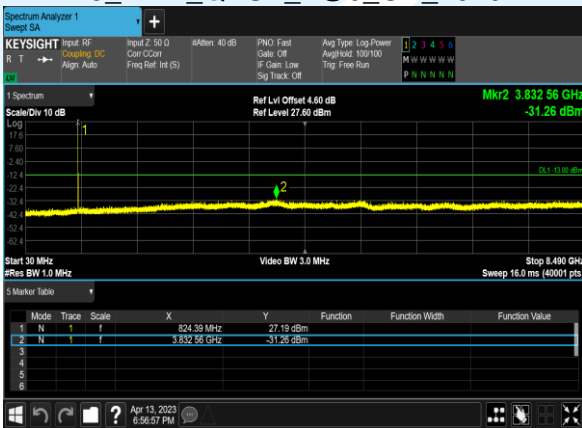 Spectrum Analyzer 1
Swept SA
+
KEYSIGHT Input: RF Input Z: 50 Ω #Atten: 40 dB PNO: Fast Avg Type: Log-Power 1 2 3 4 5 6
R T Coupling: DC Corr CCorr Gate: Off Avg|Hold: 100/100 M W W W W W
Align: Auto Freq Ref: Int (S) IF Gain: Low Trig: Free Run
Sig Track: Off P N N N N N
LW
1 Spectrum Ref Lvl Offset 4.60 dB Mkr2 3.832 56 GHz
Scale/Div 10 dB Ref Level 27.60 dBm -31.26 dBm
Log
17.6
7.60
-2.40
-12.4
-22.4
-32.4
-42.4
-52.4
-62.4
1
DL1 -13.00 dBm
2
Start 30 MHz Video BW 3.0 MHz Stop 8.490 GHz
#Res BW 1.0 MHz Sweep 16.0 ms (40001 pts
5 Marker Table
Mode Trace Scale X Y Function Function Width Function Value
1 N 1 f 824.39 MHz 27.19 dBm
2 N 1 f 3.832 56 GHz -31.26 dBm
3
4
5
6
? Apr 13, 2023
6:56:57 PM